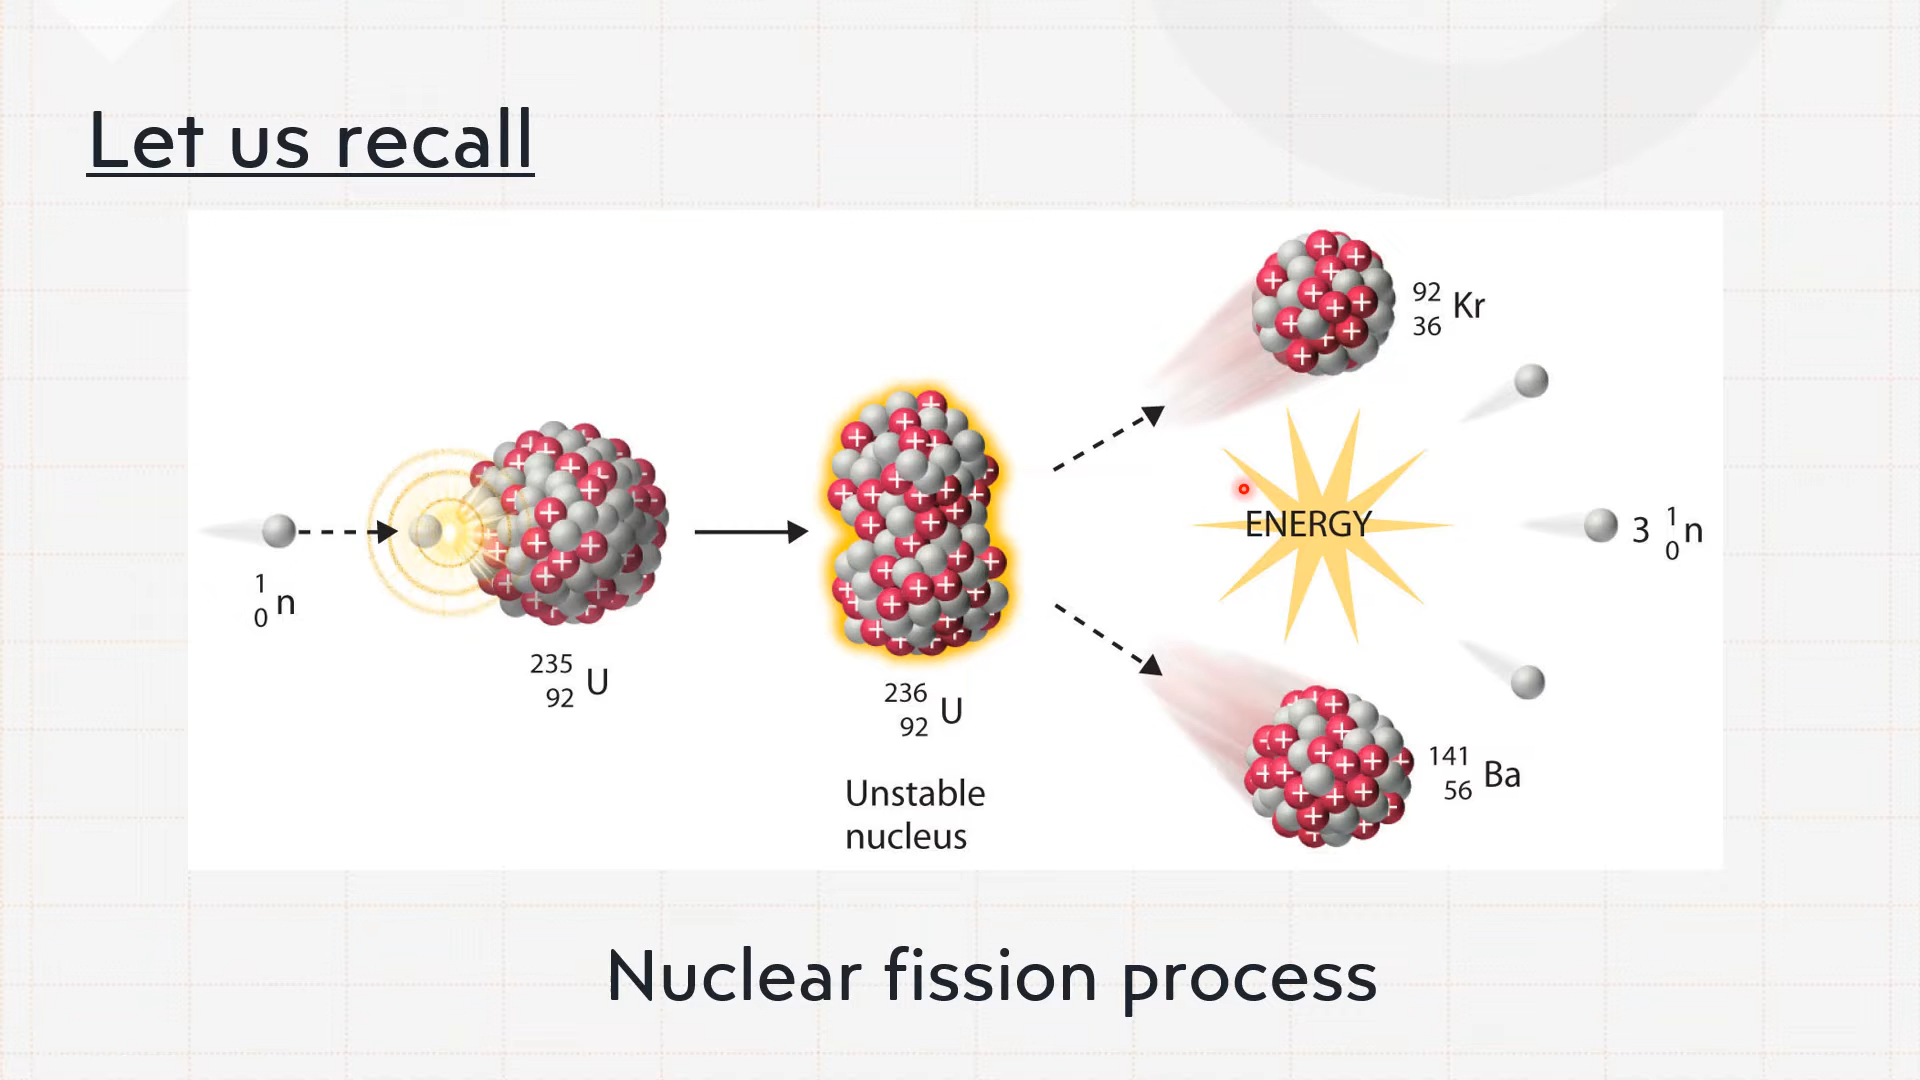 Let us recall
92
36 Kr
1
0 n
235
92 U
236
92 U
Unstable
nucleus
ENERGY
3 1
0 n
141
56 Ba
Nuclear fission process